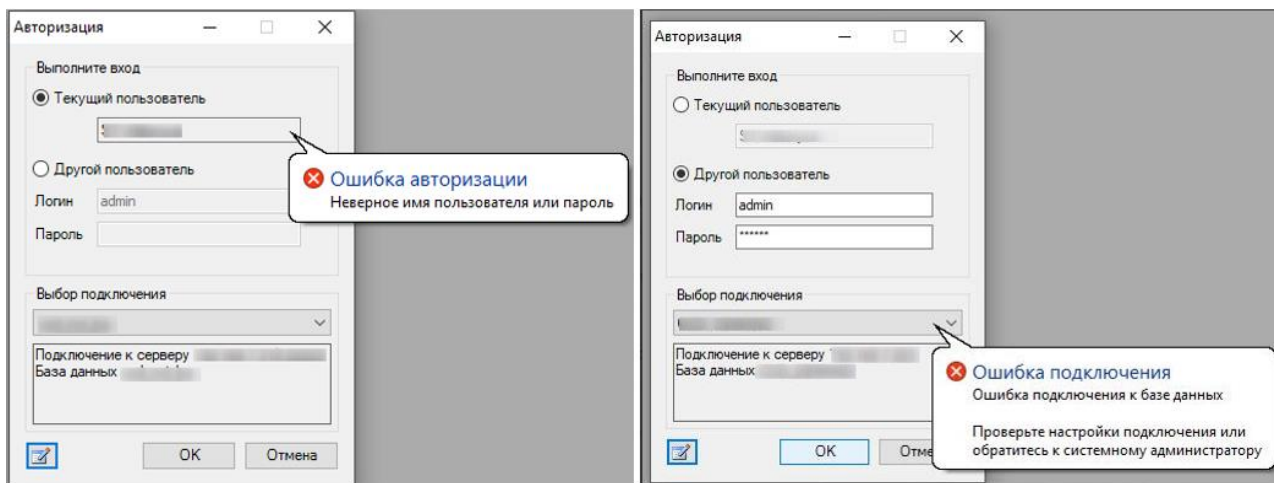 Авторизация
Выполните вход
Текущий пользователь
Ошибка авторизации
Неверное имя пользователя или пароль
Другой пользователь
Логин admin
Пароль
Выбор подключения
Подключение к серверу
База данных
OK Отмена
Авторизация
Выполните вход
Текущий пользователь
Другой пользователь
Логин admin
Пароль ******
Выбор подключения
Подключение к серверу
База данных
Ошибка подключения
Ошибка подключения к базе данных
Проверьте настройки подключения или
обратитесь к системному администратору
OK Отме